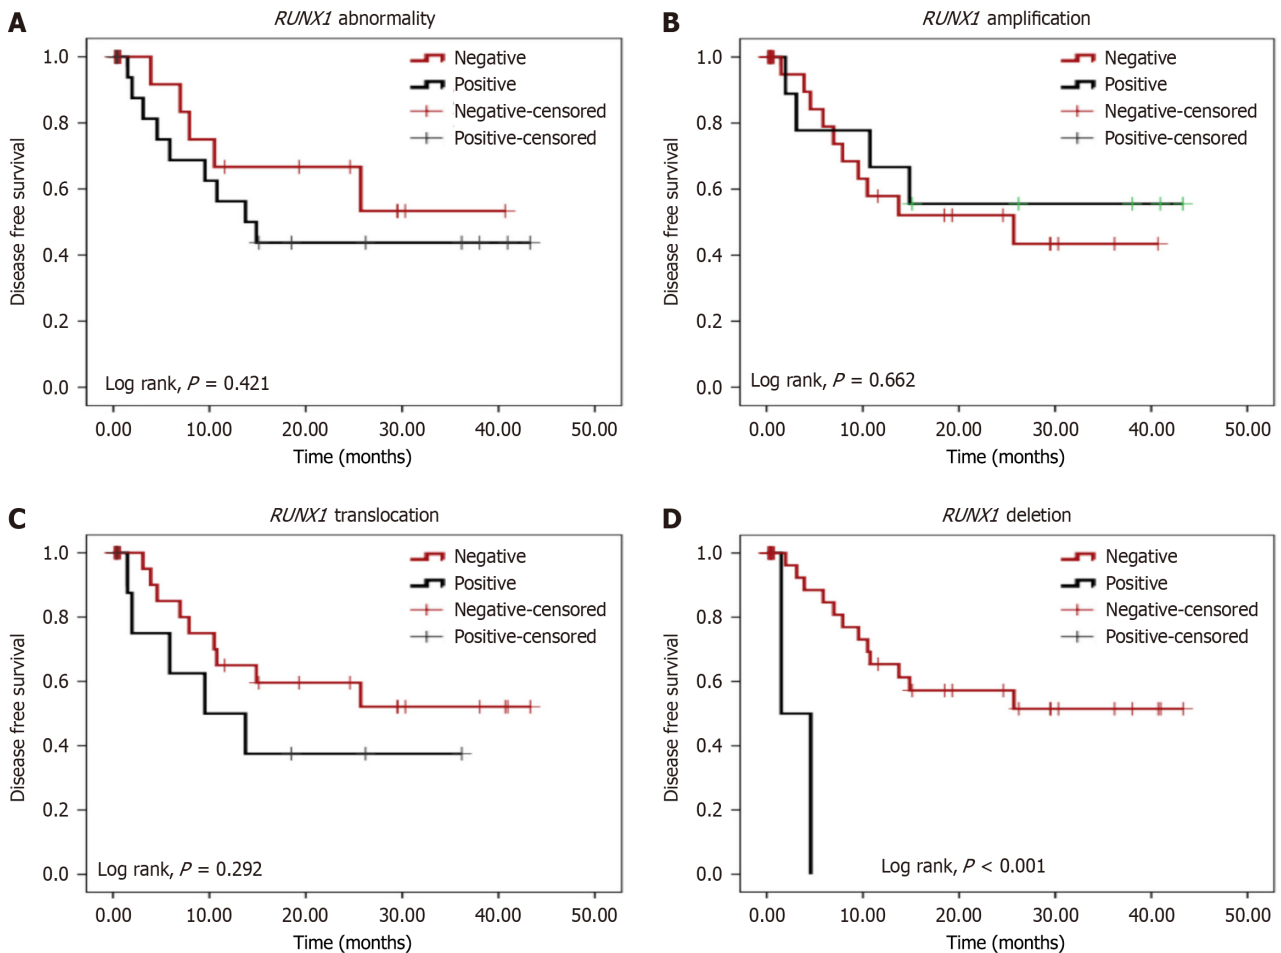 A
RUNX1 abnormality
Negative
Positive
Negative-censored
Positive-censored
Disease free survival
1.0
0.8
0.6
0.4
0.2
0.0
Log rank, P = 0.421
0.00 10.00 20.00 30.00 40.00 50.00
Time (months)
B
RUNX1 amplification
Negative
Positive
Negative-censored
Positive-censored
Disease free survival
1.0
0.8
0.6
0.4
0.2
0.0
Log rank, P = 0.662
0.00 10.00 20.00 30.00 40.00 50.00
Time (months)
C
RUNX1 translocation
Negative
Positive
Negative-censored
Positive-censored
Disease free survival
1.0
0.8
0.6
0.4
0.2
0.0
Log rank, P = 0.292
0.00 10.00 20.00 30.00 40.00 50.00
Time (months)
D
RUNX1 deletion
Negative
Positive
Negative-censored
Positive-censored
Disease free survival
1.0
0.8
0.6
0.4
0.2
0.0
Log rank, P < 0.001
0.00 10.00 20.00 30.00 40.00 50.00
Time (months)